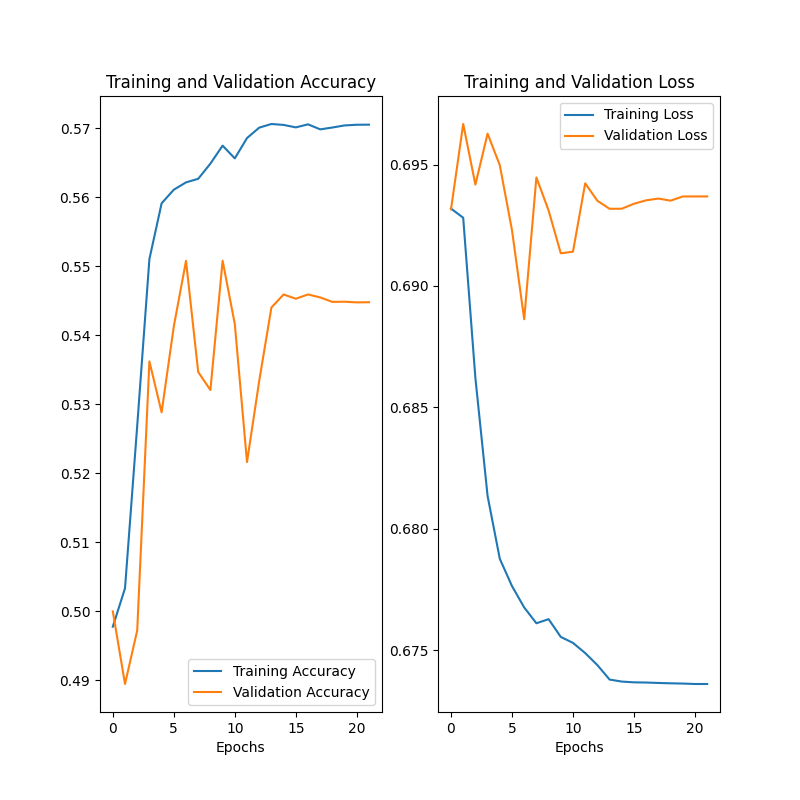 Training and Validation Accuracy
0.57
0.56
0.55
0.54
0.53
0.52
0.51
0.50
0.49
Training Accuracy
Validation Accuracy
0 5 10 15 20
Epochs
Training and Validation Loss
Training Loss
Validation Loss
0.695
0.690
0.685
0.680
0.675
0 5 10 15 20
Epochs